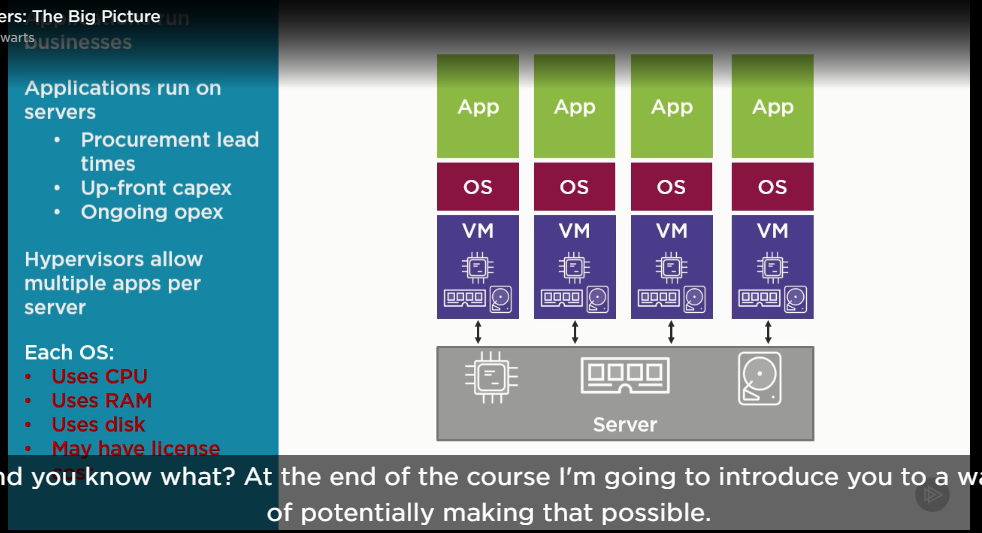 ers: The Big Picture
warts
Applications run
businesses
Applications run on
servers
• Procurement lead
times
• Up-front capex
• Ongoing opex
Hypervisors allow
multiple apps per
server
Each OS:
• Uses CPU
• Uses RAM
• Uses disk
• May have license
cost
App App App App
OS OS OS OS
VM VM VM VM
Server
nd you know what? At the end of the course I'm going to introduce you to a wa
of potentially making that possible.